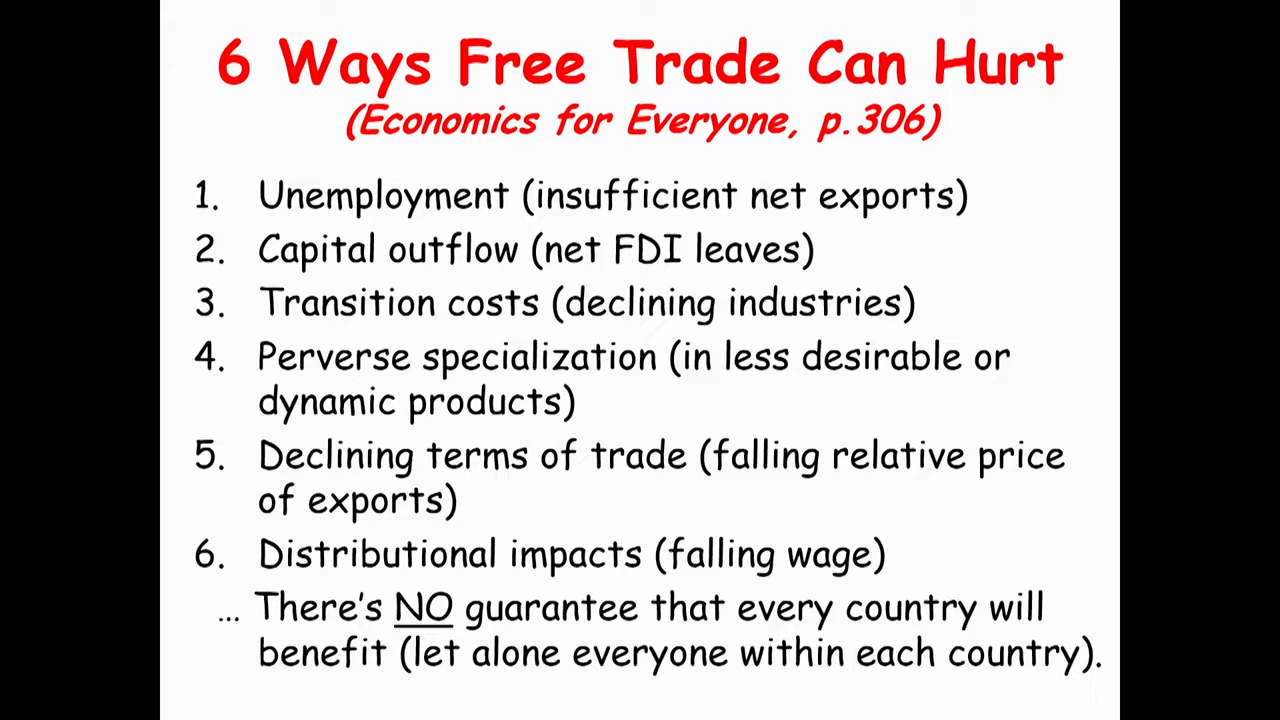 6 Ways Free Trade Can Hurt
(Economics for Everyone, p.306)
1. Unemployment (insufficient net exports)
2. Capital outflow (net FDI leaves)
3. Transition costs (declining industries)
4. Perverse specialization (in less desirable or
dynamic products)
5. Declining terms of trade (falling relative price
of exports)
6. Distributional impacts (falling wage)
... There's NO guarantee that every country will
benefit (let alone everyone within each country).